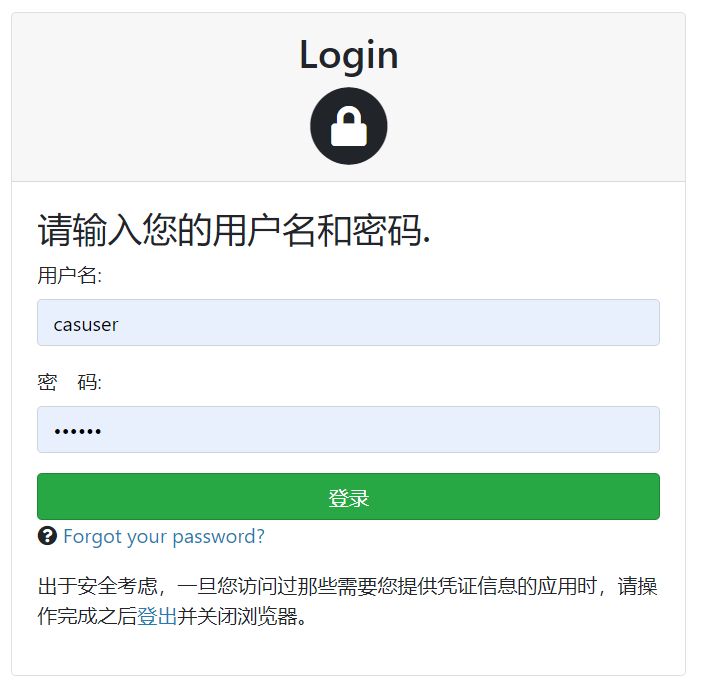 Login
请输入您的用户名和密码.
用户名:
casuser
密　码:
••••••
登录
Forgot your password?
出于安全考虑，一旦您访问过那些需要您提供凭证信息的应用时，请操
作完成之后登出并关闭浏览器。